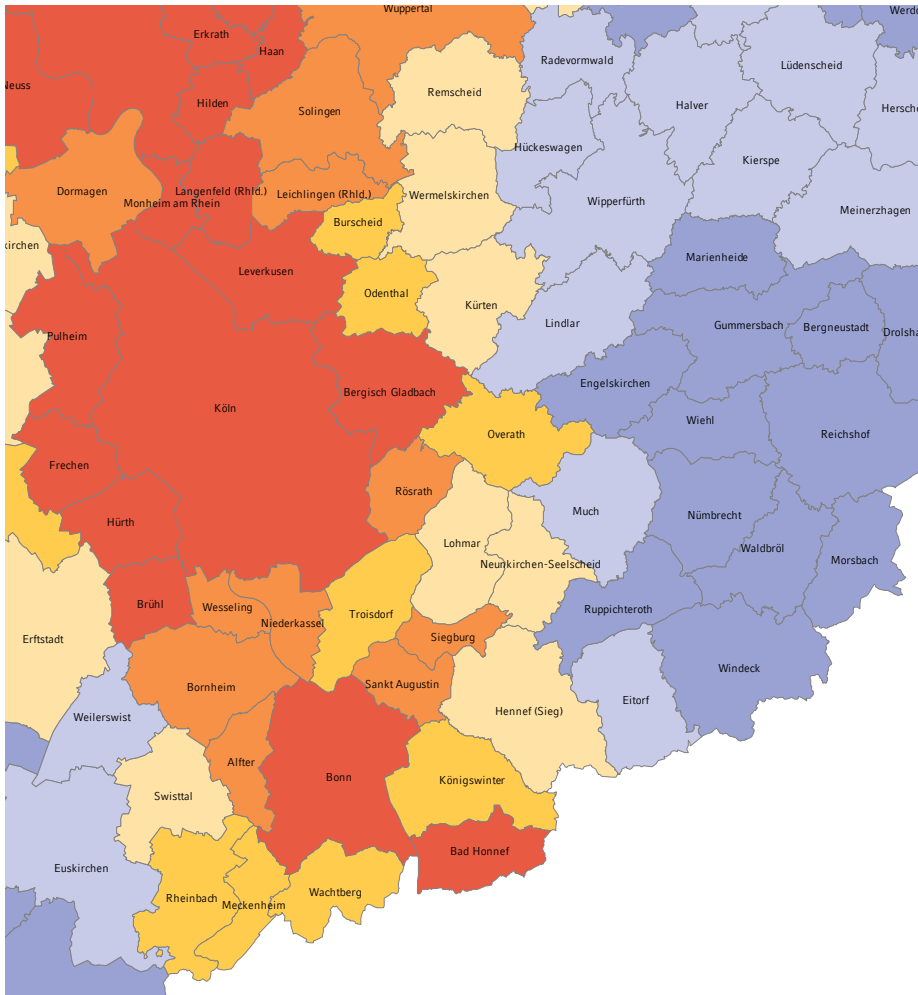 Wuppertal
Werdo
Erkrath
Haan
Radevormwald
Lüdenscheid
Neuss
Remscheid
Hilden
Halver
Hersche
Solingen
Hückeswagen
Kierspe
Dormagen
Langenfeld (Rhld.)
Leichlingen (Rhld.)
Wermelskirchen
Monheim am Rhein
Wipperfürth
Meinerzhagen
Burscheid
kirchen
Marienheide
Leverkusen
Odenthal
Kürten
Lindlar
Gummersbach
Bergneustadt
Drolsha
Pulheim
Engelskirchen
Bergisch Gladbach
Köln
Wiehl
Overath
Reichshof
Frechen
Rösrath
Much
Nümbrecht
Hürth
Lohmar
Waldbröl
Neunkirchen-Seelscheid
Morsbach
Brühl
Wesseling
Ruppichteroth
Troisdorf
Niederkassel
Erftstadt
Siegburg
Windeck
Sankt Augustin
Bornheim
Eitorf
Hennef (Sieg)
Weilerswist
Alfter
Bonn
Königswinter
Swisttal
Bad Honnef
Euskirchen
Wachtberg
Rheinbach
Meckenheim